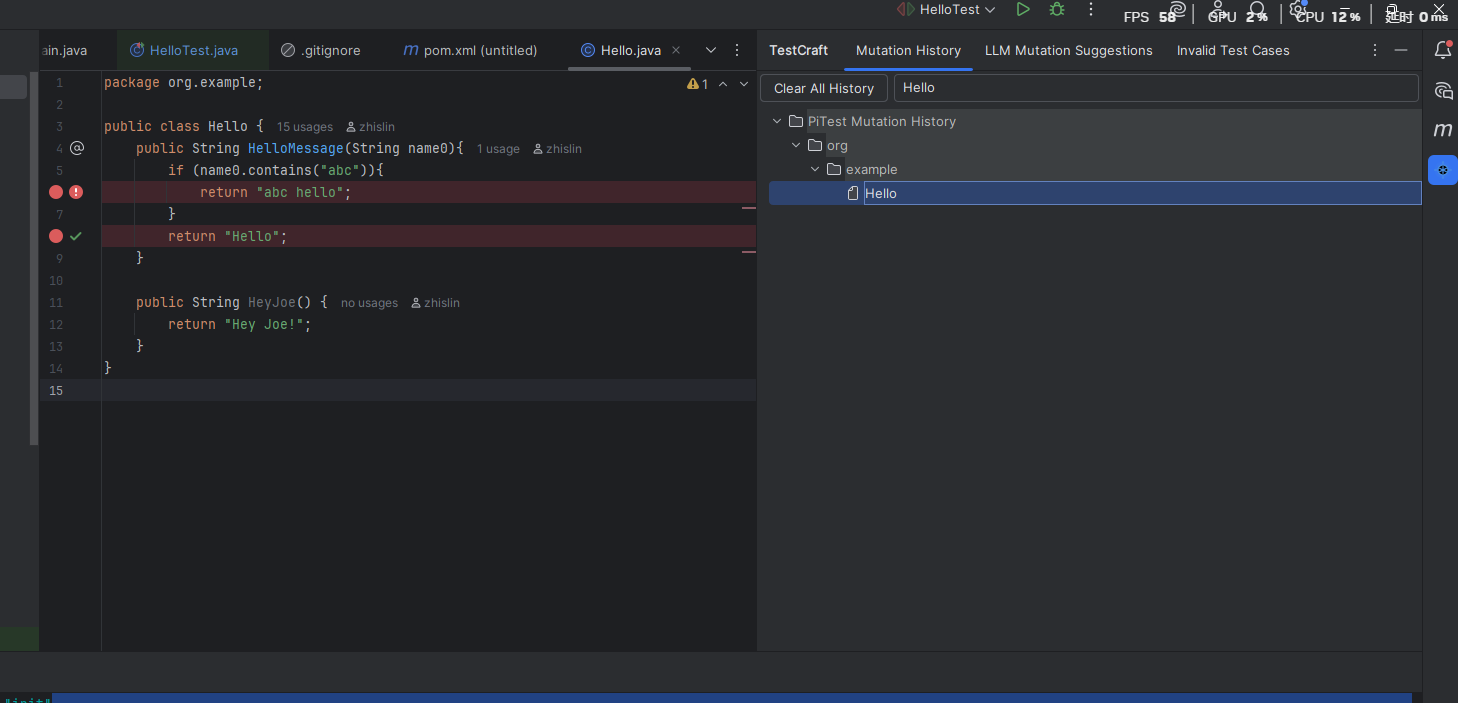 HelloTest
FPS 58 GPU 2% CPU 12% 延时 0ms
ain.java HelloTest.java .gitignore m pom.xml (untitled) Hello.java
TestCraft Mutation History LLM Mutation Suggestions Invalid Test Cases
Clear All History Hello
PiTest Mutation History
org
example
Hello
1 package org.example; 1
2
3 public class Hello { 15 usages zhislin
4 @ public String HelloMessage(String name0){ 1 usage zhislin
5 if (name0.contains("abc")){
return "abc hello";
7 }
return "Hello";
9 }
10
11 public String HeyJoe() { no usages zhislin
12 return "Hey Joe!";
13 }
14 }
15
m
"init"